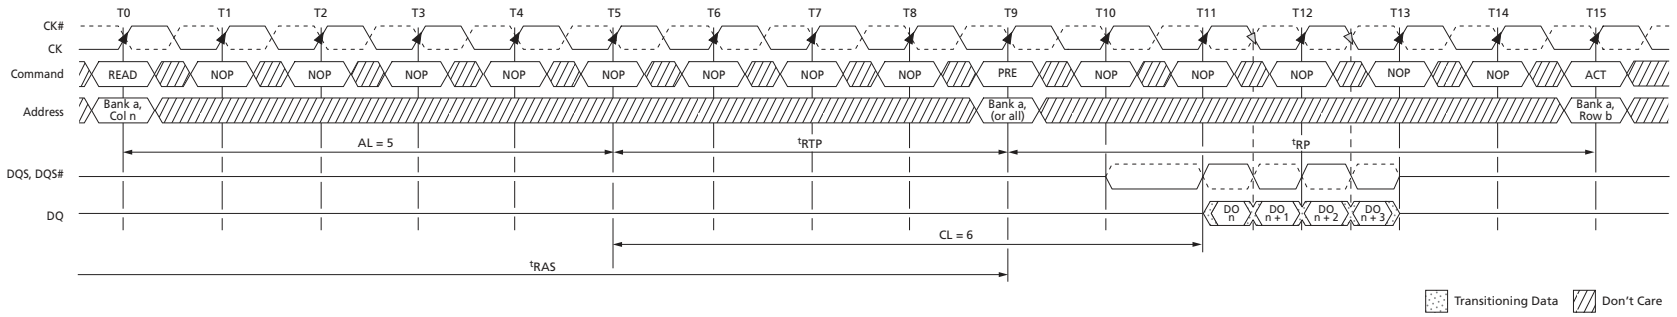 T0 T1 T2 T3 T4 T5 T6 T7 T8 T9 T10 T11 T12 T13 T14 T15
CK#
CK
Command READ NOP NOP NOP NOP NOP NOP NOP NOP PRE NOP NOP NOP NOP NOP ACT
Address Bank a, Col n Bank a, (or all) Bank a, Row b
AL = 5 tRTP tRP
DQS, DQS#
DQ DO n DO n + 1 DO n + 2 DO n + 3
CL = 6
tRAS
Transitioning Data Don't Care